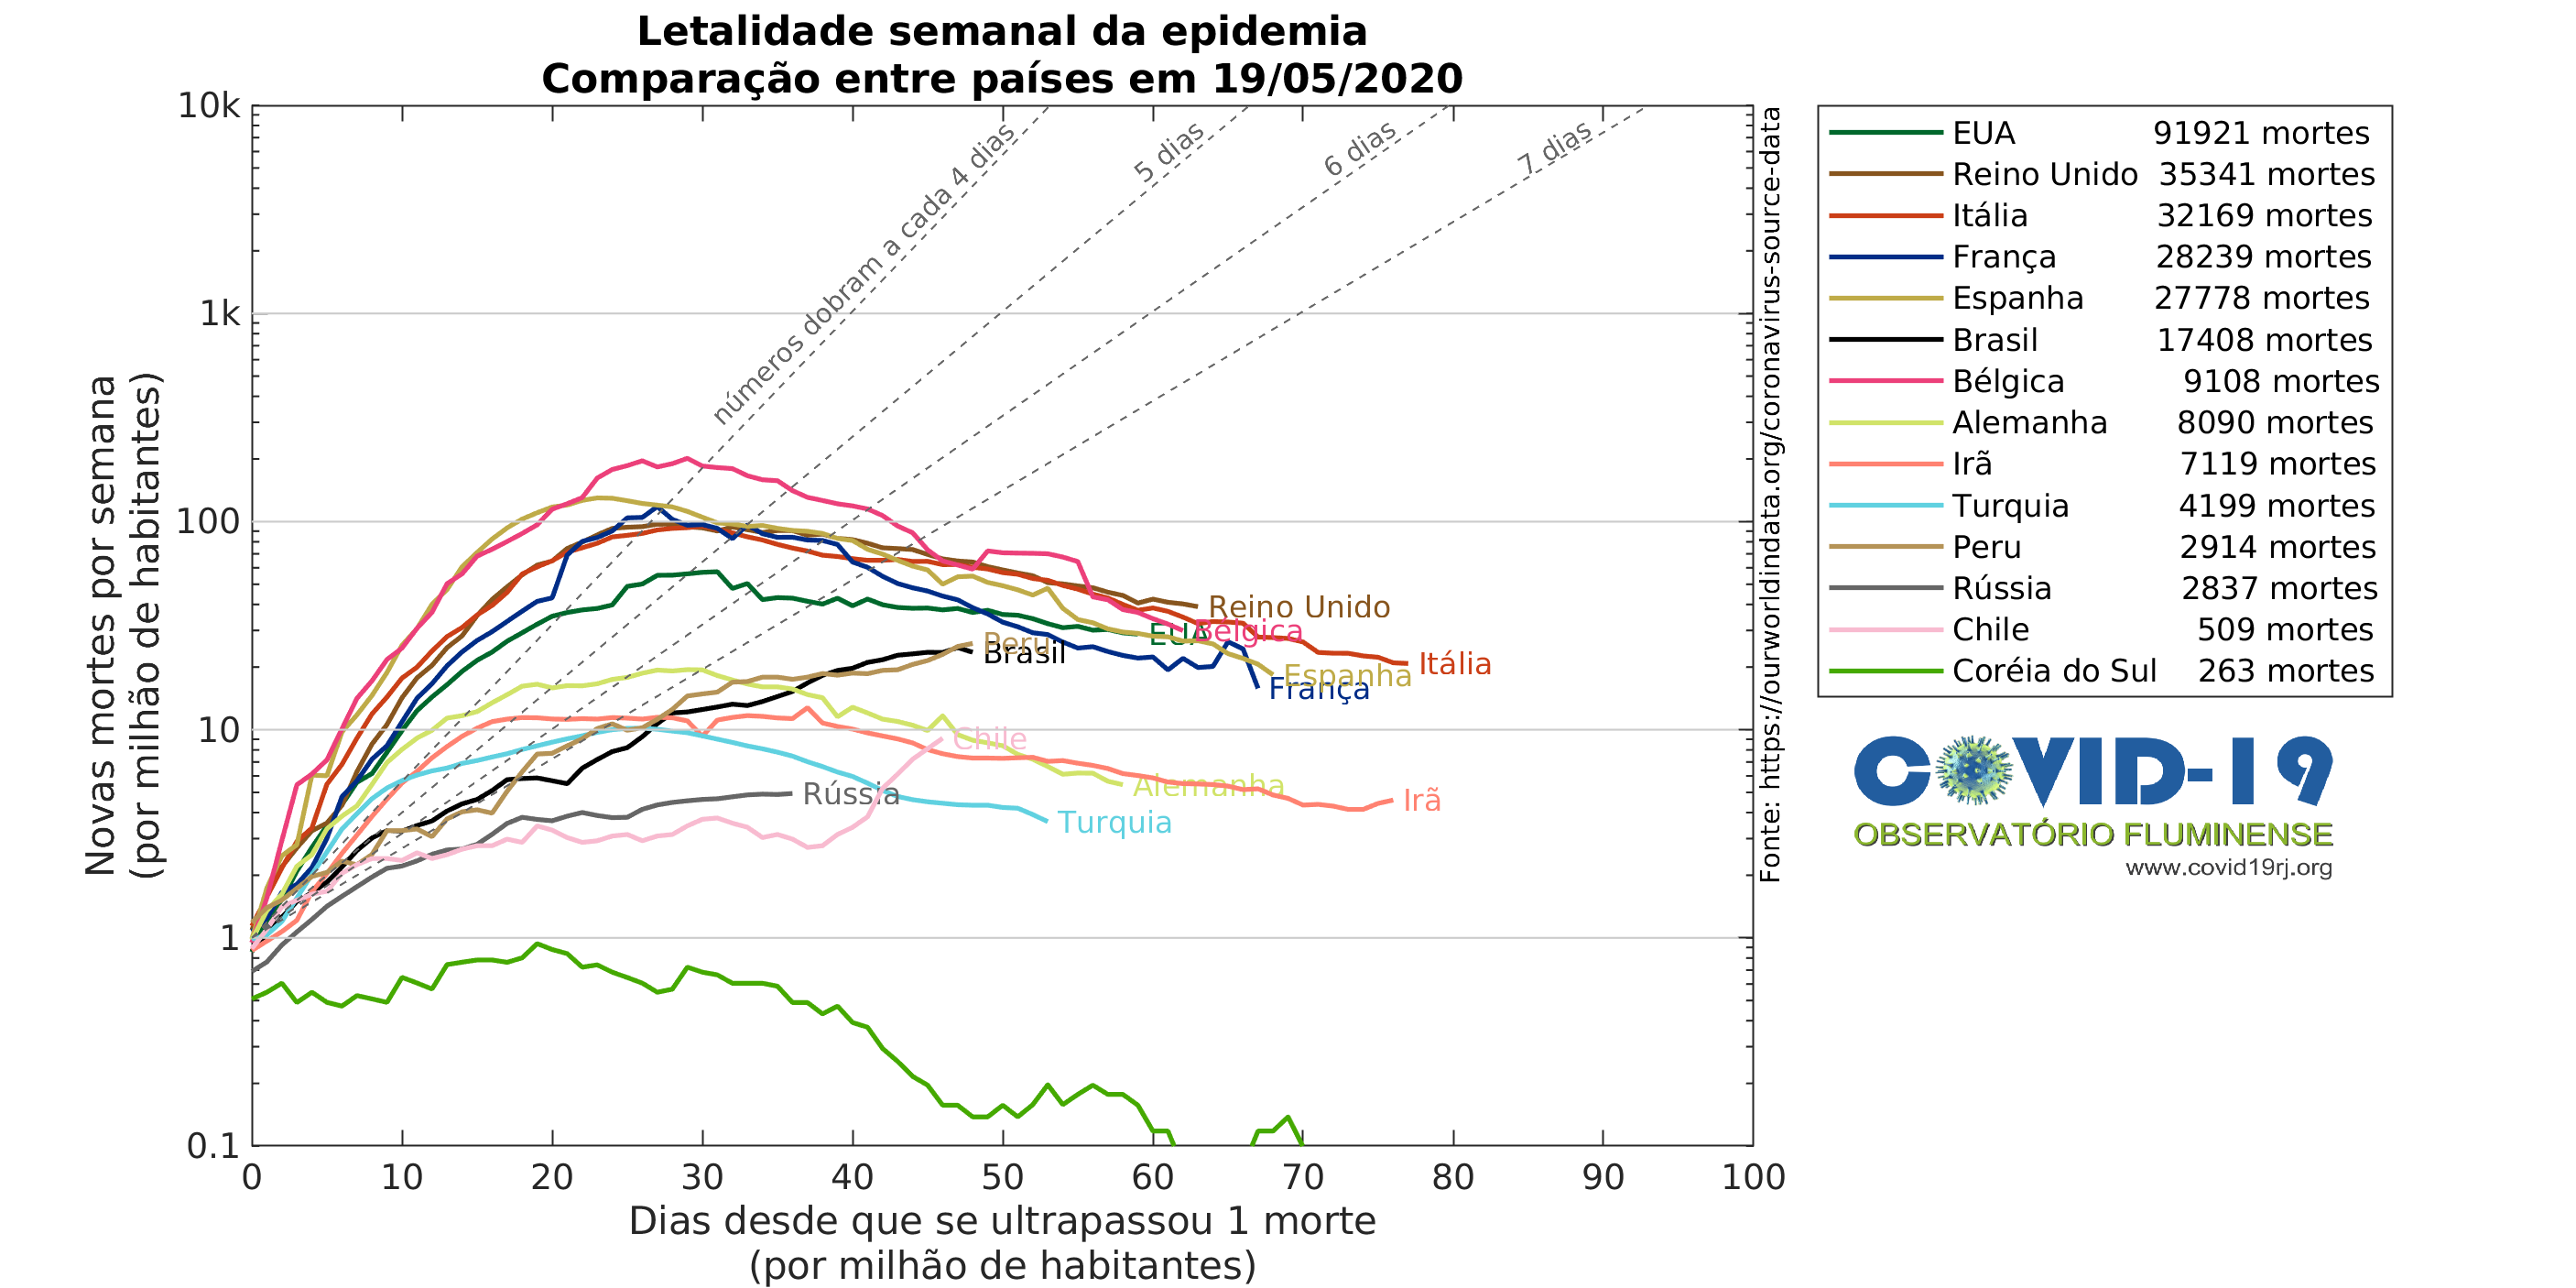 Letalidade semanal da epidemia
Comparação entre países em 19/05/2020
Novas mortes por semana
(por milhão de habitantes)
10k
1k
100
10
1
0.1
números dobram a cada 4 dias
5 dias
6 dias
7 dias
Reino Unido
EUA
Bélgica
Peru
Brasil
Itália
Espanha
França
Chile
Alemanha
Rússia
Irã
Turquia
0 10 20 30 40 50 60 70 80 90 100
Dias desde que se ultrapassou 1 morte
(por milhão de habitantes)
Fonte: https://ourworldindata.org/coronavirus-source-data
EUA 91921 mortes
Reino Unido 35341 mortes
Itália 32169 mortes
França 28239 mortes
Espanha 27778 mortes
Brasil 17408 mortes
Bélgica 9108 mortes
Alemanha 8090 mortes
Irã 7119 mortes
Turquia 4199 mortes
Peru 2914 mortes
Rússia 2837 mortes
Chile 509 mortes
Coréia do Sul 263 mortes
COVID-19
OBSERVATÓRIO FLUMINENSE
www.covid19rj.org